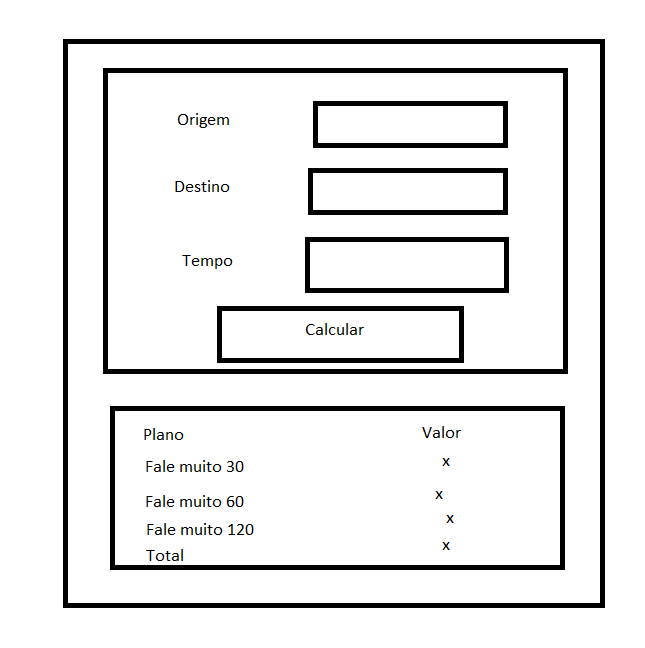 Origem
Destino
Tempo
Calcular
Plano Valor
Fale muito 30 x
Fale muito 60 x
Fale muito 120 x
Total x